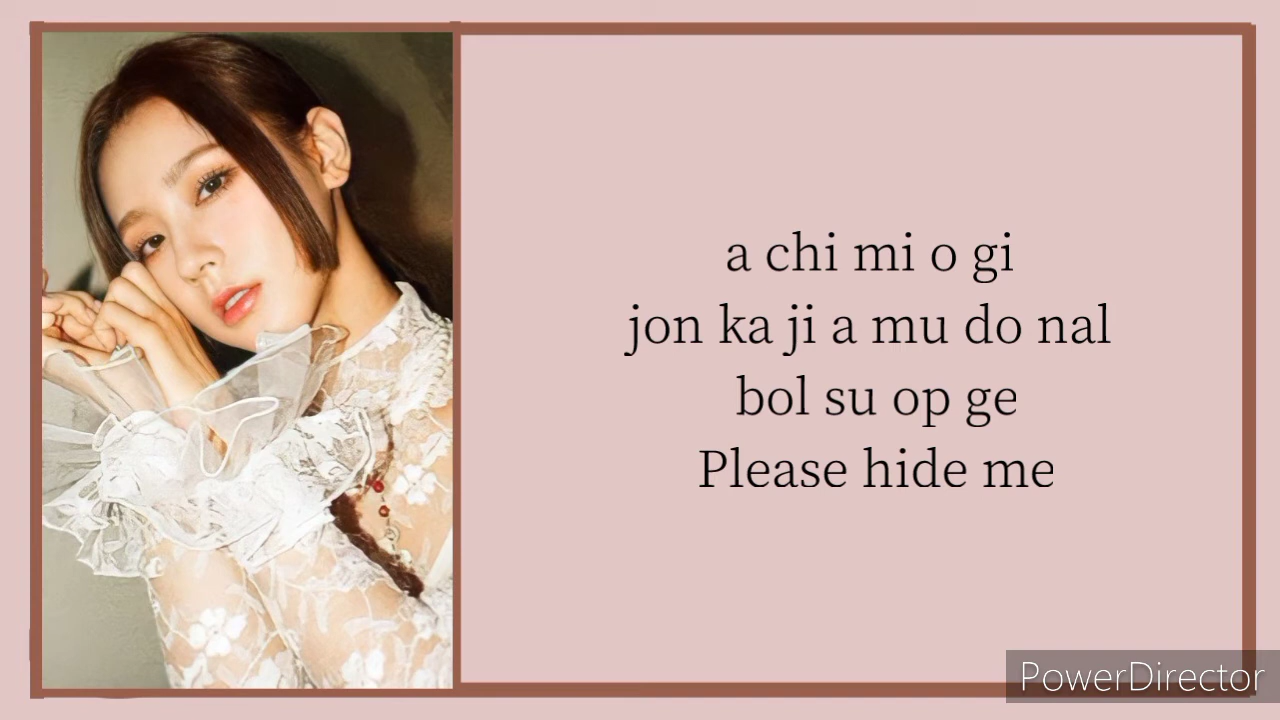 a chi mi o gi
jon ka ji a mu do nal
bol su op ge
Please hide me
PowerDirector